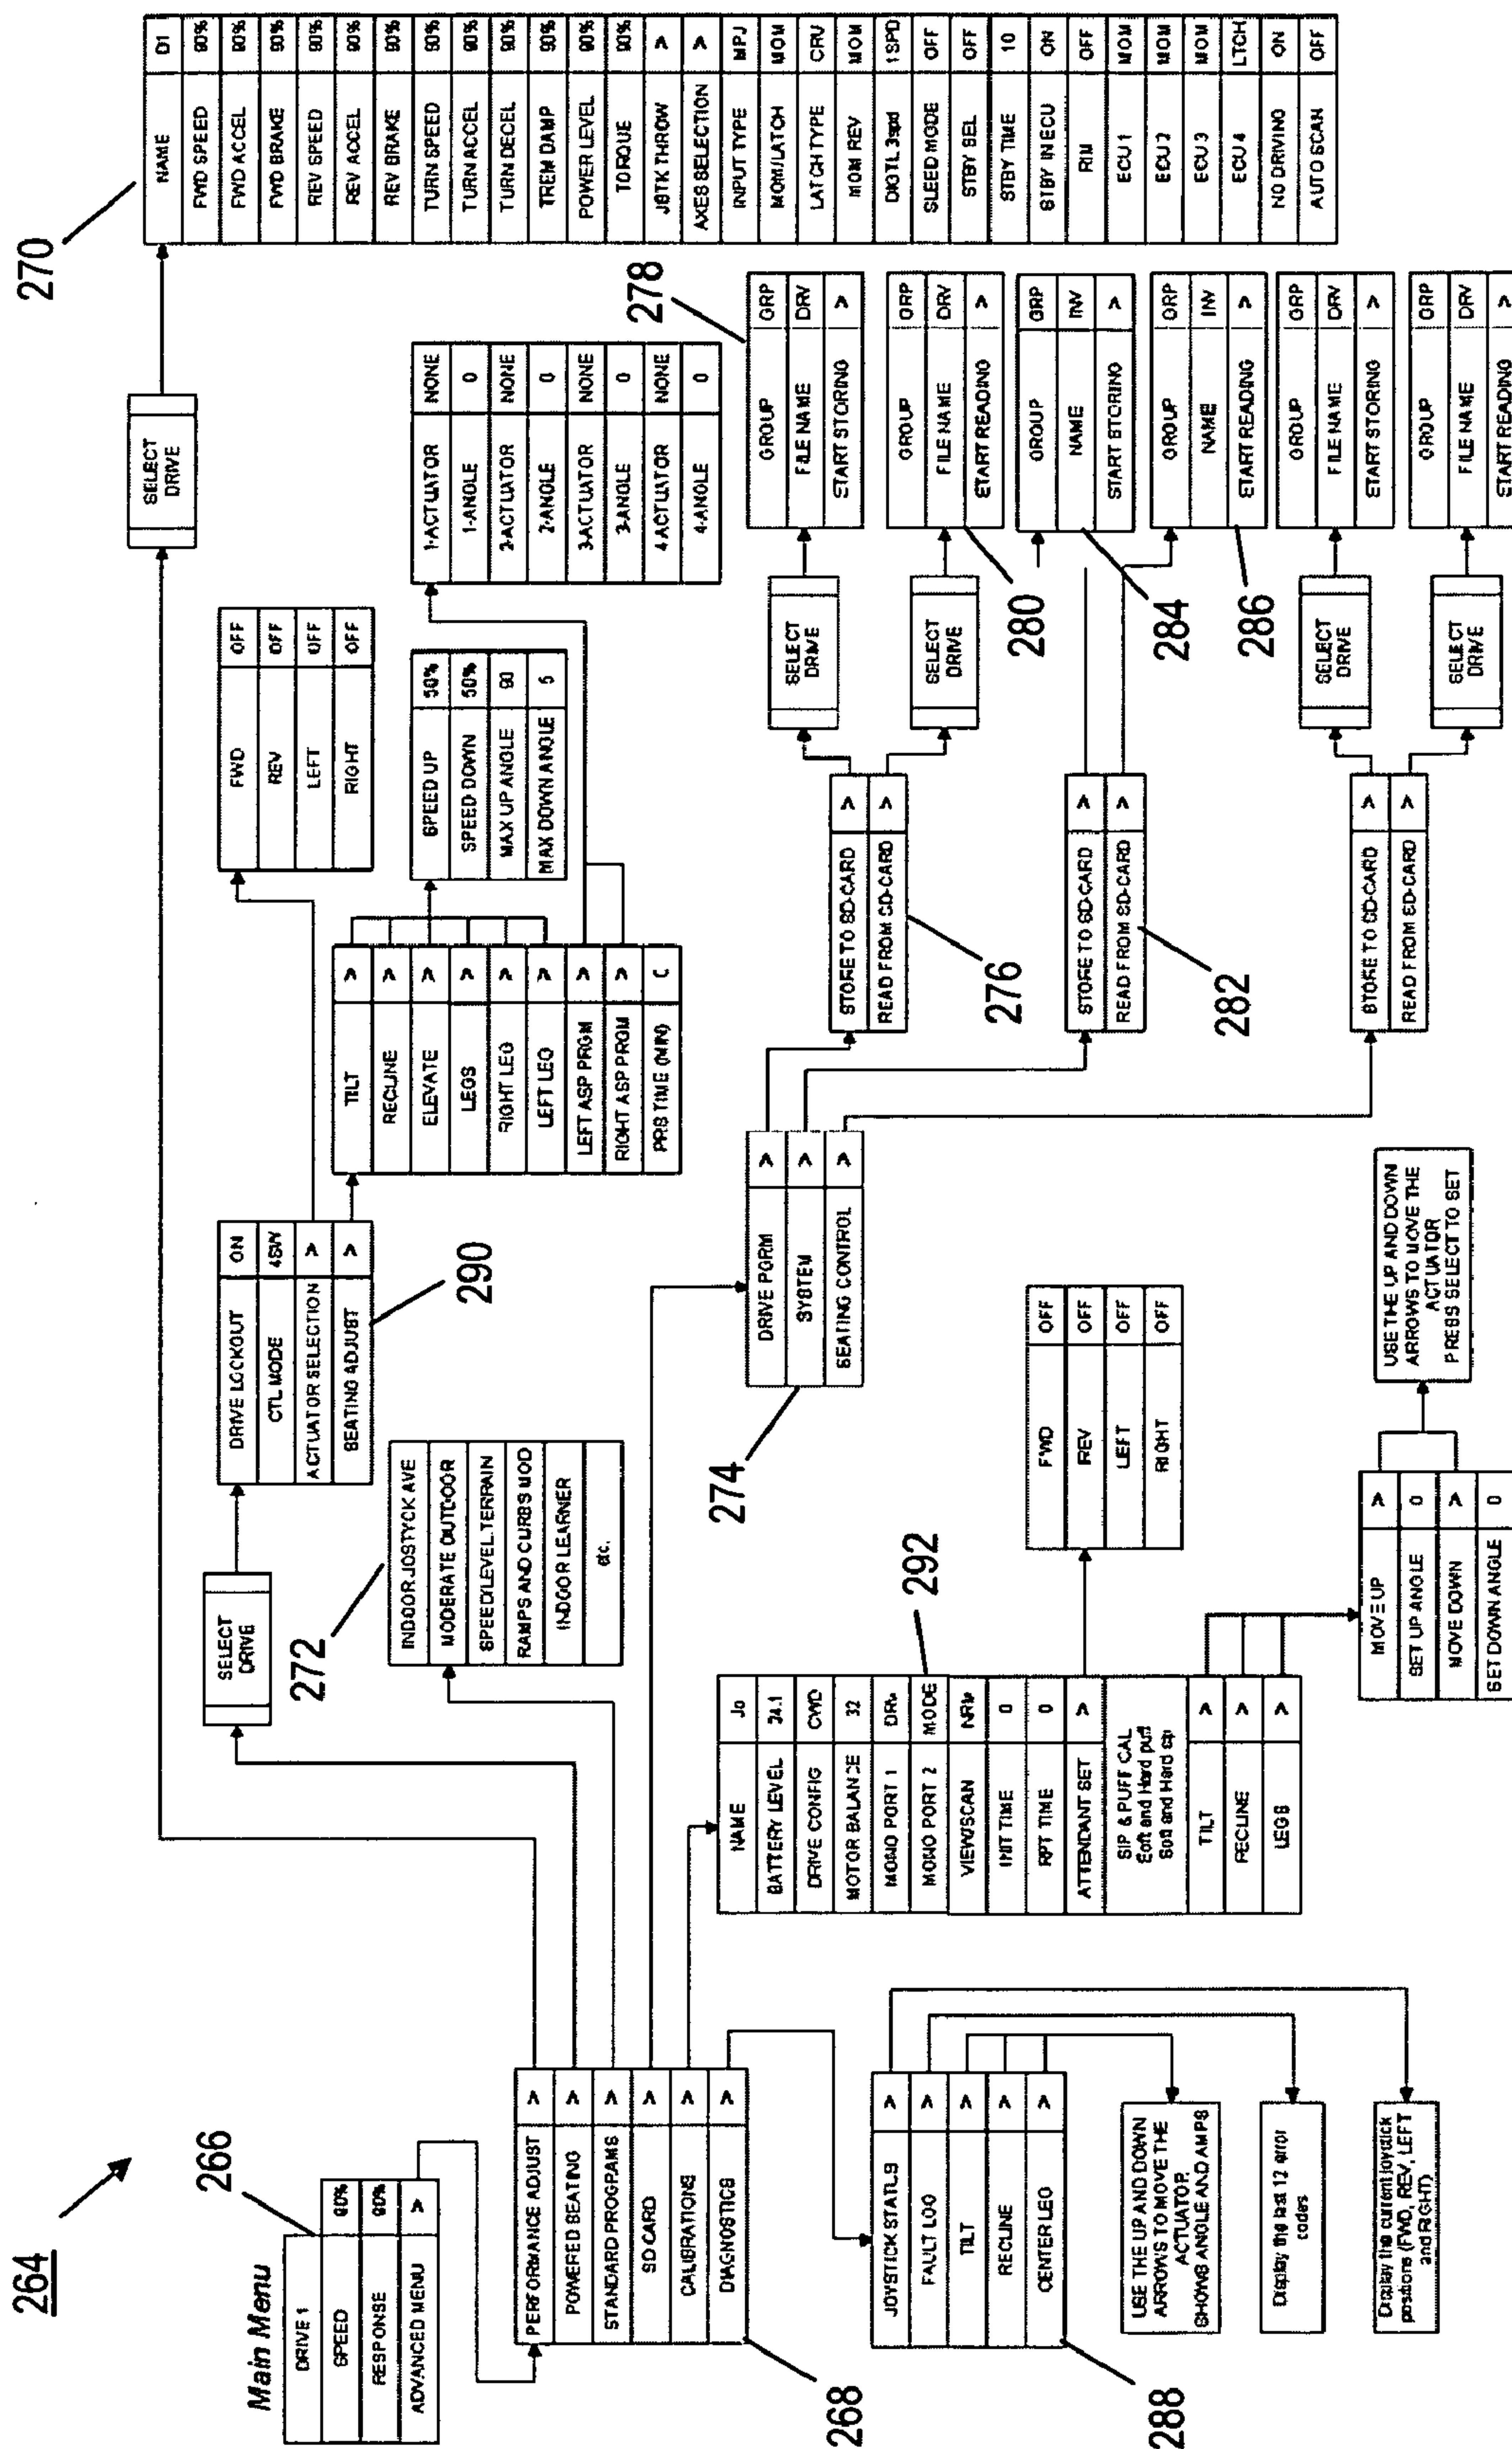 264
Main Menu
266
DRIVE 1
SPEED 90%
RESPONSE 90%
ADVANCED MENU >
268
PERFORMANCE ADJUST >
POWERED SEATING >
STANDARD PROGRAMS >
SD CARD >
CALIBRATIONS >
DIAGNOSTICS >
288
JOYSTICK STATUS >
FAULT LOG >
TILT >
RECLINE >
CENTER LEG >
USE THE UP AND DOWN
ARROWS TO MOVE THE
ACTUATOR.
SHOWS ANGLE AND AMPS
Display the last 12 error
codes
Display the current joystick
positions (FWD, REV, LEFT
and RIGHT)
SELECT
DRIVE
272
INDOOR JOSTYCK AVE
MODERATE OUTDOOR
SPEED/LEVEL TERRAIN
RAMPS AND CURBS MOD
INDOOR LEARNER
etc.
292
NAME Jo
BATTERY LEVEL 24.1
DRIVE CONFIG CWD
MOTOR BALANCE 32
MONO PORT 1
MONO PORT 2 MODE
VIEW/SCAN NRM
INIT TIME 0
RPT TIME 0
ATTENDANT SET >
SIP & PUFF CAL
Soft and Hard puff
Soft and Hard sip
TILT >
RECLINE >
LEGS >
MOVE UP >
SET UP ANGLE 0
MOVE DOWN >
SET DOWN ANGLE 0
USE THE UP AND DOWN
ARROWS TO MOVE THE
ACTUATOR
PRESS SELECT TO SET
FWD OFF
REV OFF
LEFT OFF
RIGHT OFF
290
DRIVE LOCKOUT ON
CTL MODE 4SW
ACTUATOR SELECTION >
SEATING ADJUST >
274
DRIVE PGRM >
SYSTEM >
SEATING CONTROL >
TILT >
RECLINE >
ELEVATE >
LEGS >
RIGHT LEG >
LEFT LEG >
LEFT ASP PRGM >
RIGHT ASP PRGM >
PRS TIME (MIN) C
FWD OFF
REV OFF
LEFT OFF
RIGHT OFF
SPEED UP 50%
SPEED DOWN 50%
MAX UP ANGLE 90
MAX DOWN ANGLE 5
276
STORE TO SD-CARD >
READ FROM SD-CARD >
282
STORE TO SD-CARD >
READ FROM SD-CARD >
STORE TO SD-CARD >
READ FROM SD-CARD >
1-ACTUATOR NONE
1-ANGLE 0
2-ACTUATOR NONE
2-ANGLE 0
3-ACTUATOR NONE
3-ANGLE 0
4-ACTUATOR NONE
4-ANGLE 0
SELECT
DRIVE
SELECT
DRIVE
SELECT
DRIVE
SELECT
DRIVE
278
GROUP GRP
FILE NAME DRV
START STORING >
280
GROUP GRP
FILE NAME DRV
START READING >
284
GROUP GRP
NAME INV
START STORING >
286
GROUP GRP
NAME INV
START READING >
GROUP GRP
FILE NAME DRV
START STORING >
GROUP GRP
FILE NAME DRV
START READING >
SELECT
DRIVE
270
NAME D1
FWD SPEED 90%
FWD ACCEL 90%
FWD BRAKE 90%
REV SPEED 90%
REV ACCEL 90%
REV BRAKE 90%
TURN SPEED 90%
TURN ACCEL 90%
TURN DECEL 90%
TREM DAMP 90%
POWER LEVEL 90%
TORQUE 90%
JSTK THROW >
AXES SELECTION >
INPUT TYPE MPJ
MOM/LATCH MOM
LATCH TYPE CRU
MOM REV MOM
DIGTL 3spd 1SPD
SLEED MODE OFF
STBY SEL OFF
STBY TIME 10
STBY IN ECU ON
RIM OFF
ECU 1 MOM
ECU 2 MOM
ECU 3 MOM
ECU 4 LTCH
NO DRIVING ON
AUTO SCAN OFF